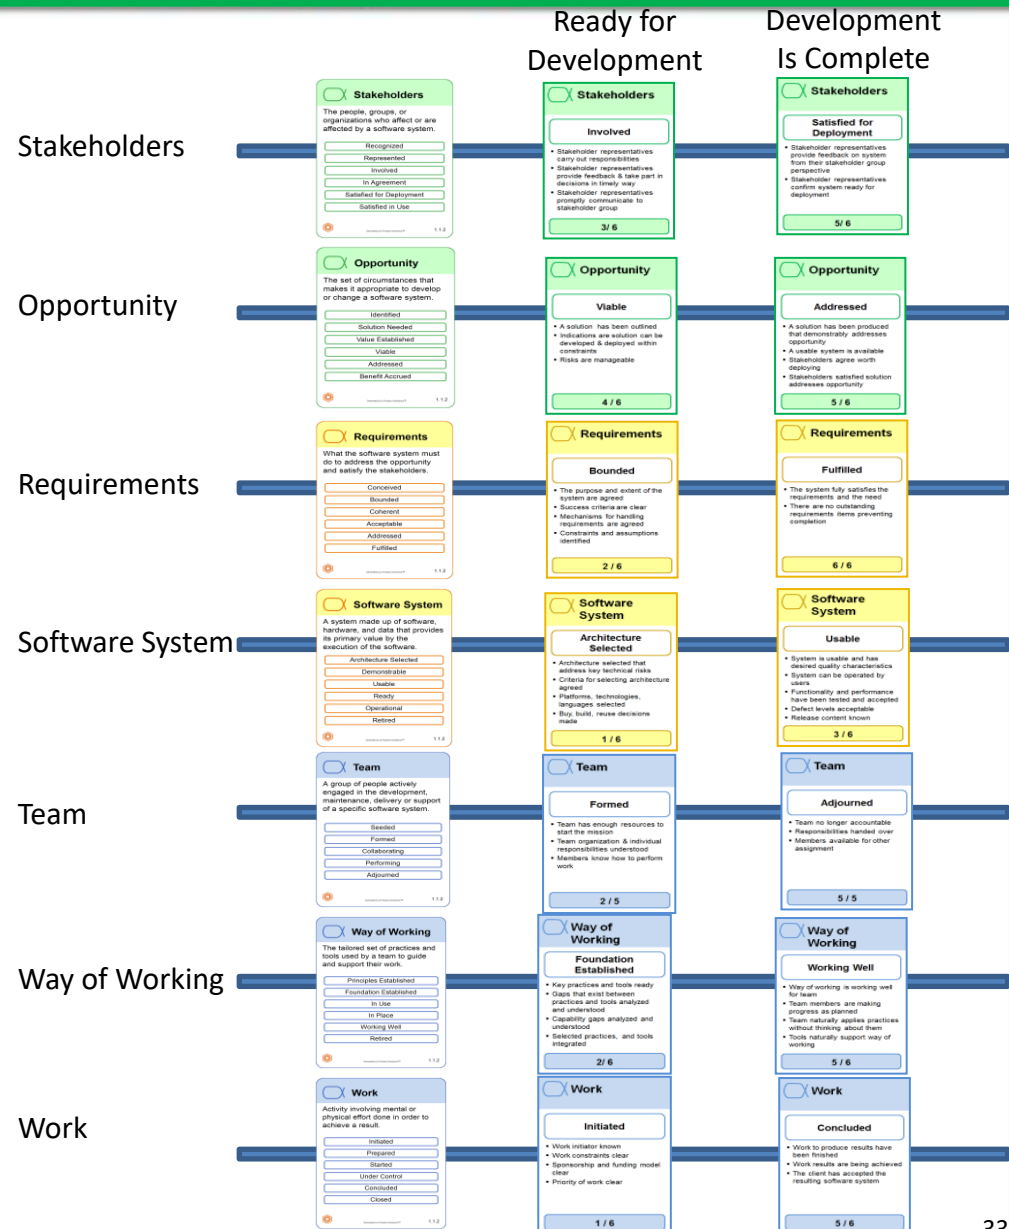 Ready for
Development
Development
Is Complete
Stakeholders
Stakeholders
The people, groups, or
organizations who affect or are
affected by a software system.
Recognized
Represented
Involved
In Agreement
Satisfied for Deployment
Satisfied in Use
1.1.2
Stakeholders
Involved
• Stakeholder representatives
carry out responsibilities
• Stakeholder representatives
provide feedback & take part in
decisions in timely way
• Stakeholder representatives
promptly communicate to
stakeholder group
3/ 6
Stakeholders
Satisfied for
Deployment
• Stakeholder representatives
provide feedback on system
from their stakeholder group
perspective
• Stakeholder representatives
confirm system ready for
deployment
5/ 6
Opportunity
Opportunity
The set of circumstances that
makes it appropriate to develop
or change a software system.
Identified
Solution Needed
Value Established
Viable
Addressed
Benefit Accrued
1.1.2
Opportunity
Viable
• A solution has been outlined
• Indications are solution can be
developed & deployed within
constraints
• Risks are manageable
4 / 6
Opportunity
Addressed
• A solution has been produced
that demonstrably addresses
opportunity
• A usable system is available
• Stakeholders agree worth
deploying
• Stakeholders satisfied solution
addresses opportunity
5 / 6
Requirements
Requirements
What the software system must
do to address the opportunity
and satisfy the stakeholders.
Conceived
Bounded
Coherent
Acceptable
Addressed
Fulfilled
1.1.2
Requirements
Bounded
• The purpose and extent of the
system are agreed
• Success criteria are clear
• Mechanisms for handling
requirements are agreed
• Constraints and assumptions
identified
2 / 6
Requirements
Fulfilled
• The system fully satisfies the
requirements and the need
• There are no outstanding
requirements items preventing
completion
6 / 6
Software System
Software System
A system made up of software,
hardware, and data that provides
its primary value by the
execution of the software.
Architecture Selected
Demonstrable
Usable
Ready
Operational
Retired
1.1.2
Software
System
Architecture
Selected
• Architecture selected that
address key technical risks
• Criteria for selecting architecture
agreed
• Platforms, technologies,
languages selected
• Buy, build, reuse decisions
made
1 / 6
Software
System
Usable
• System is usable and has
desired quality characteristics
• System can be operated by
users
• Functionality and performance
have been tested and accepted
• Defect levels acceptable
• Release content known
3 / 6
Team
Team
A group of people actively
engaged in the development,
maintenance, delivery or support
of a specific software system.
Seeded
Formed
Collaborating
Performing
Adjourned
1.1.2
Team
Formed
• Team has enough resources to
start the mission
• Team organization & individual
responsibilities understood
• Members know how to perform
work
2 / 5
Team
Adjourned
• Team no longer accountable
• Responsibilities handed over
• Members available for other
assignment
5 / 5
Way of Working
Way of Working
The tailored set of practices and
tools used by a team to guide
and support their work.
Principles Established
Foundation Established
In Use
In Place
Working Well
Retired
1.1.2
Way of
Working
Foundation
Established
• Key practices and tools ready
• Gaps that exist between
practices and tools analyzed
and understood
• Capability gaps analyzed and
understood
• Selected practices, and tools
integrated
2/ 6
Way of
Working
Working Well
• Way of working is working well
for team
• Team members are making
progress as planned
• Team naturally applies practices
without thinking about them
• Tools naturally support way of
working
5 / 6
Work
Work
Activity involving mental or
physical effort done in order to
achieve a result.
Initiated
Prepared
Started
Under Control
Concluded
Closed
1.1.2
Work
Initiated
• Work initiator known
• Work constraints clear
• Sponsorship and funding model
clear
• Priority of work clear
1 / 6
Work
Concluded
• Work to produce results have
been finished
• Work results are being achieved
• The client has accepted the
resulting software system
5 / 6
33